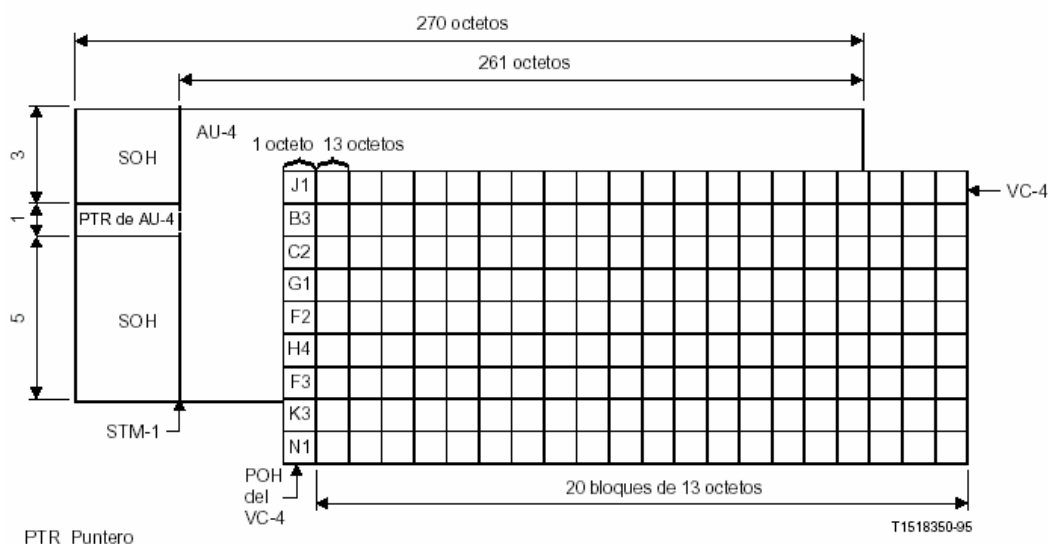 270 octetos
261 octetos
AU-4
1 octeto 13 octetos
3
SOH
J1
VC-4
1
PTR de AU-4
B3
C2
G1
5
SOH
F2
H4
F3
K3
STM-1
N1
POH
del
VC-4
20 bloques de 13 octetos
T1518350-95
PTR Puntero